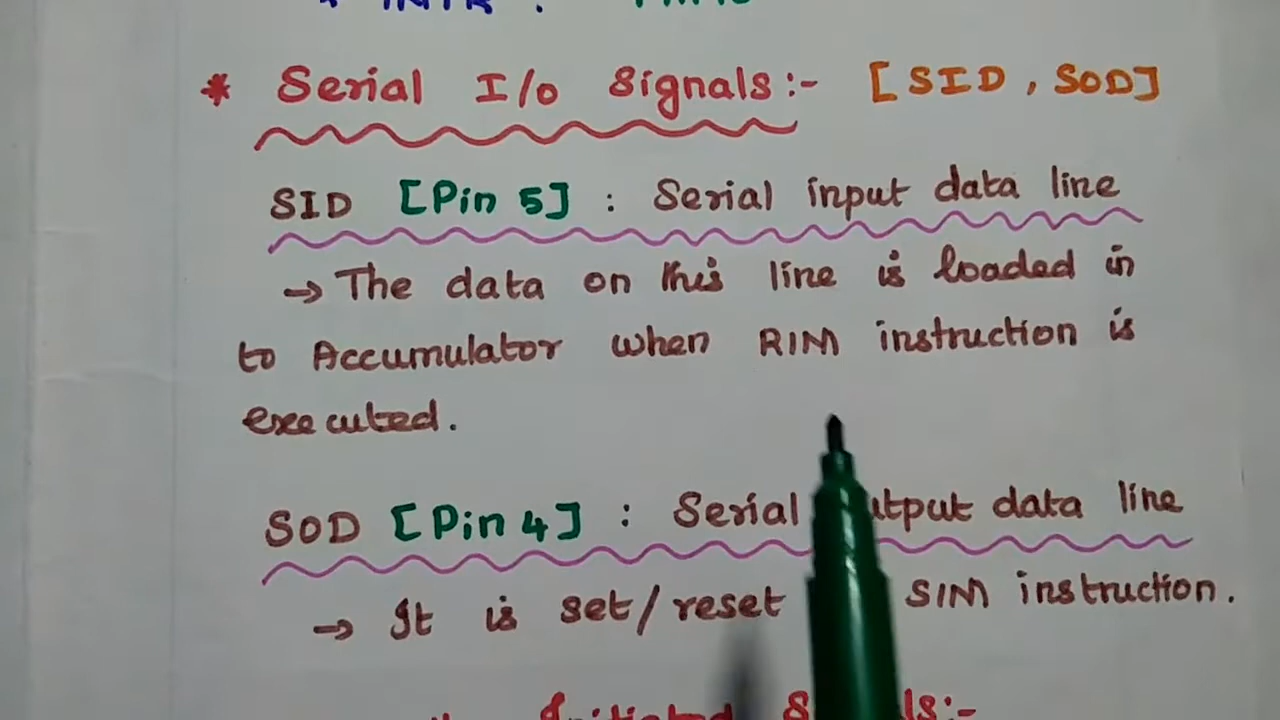 * Serial I/o Signals:- [SID, SOD]
SID [Pin 5] : Serial input data line
→ The data on this line is loaded in
to Accumulator when RIM instruction is
executed.
SOD [Pin 4] : Serial output data line
→ It is set/reset SIM instruction.
Initiated